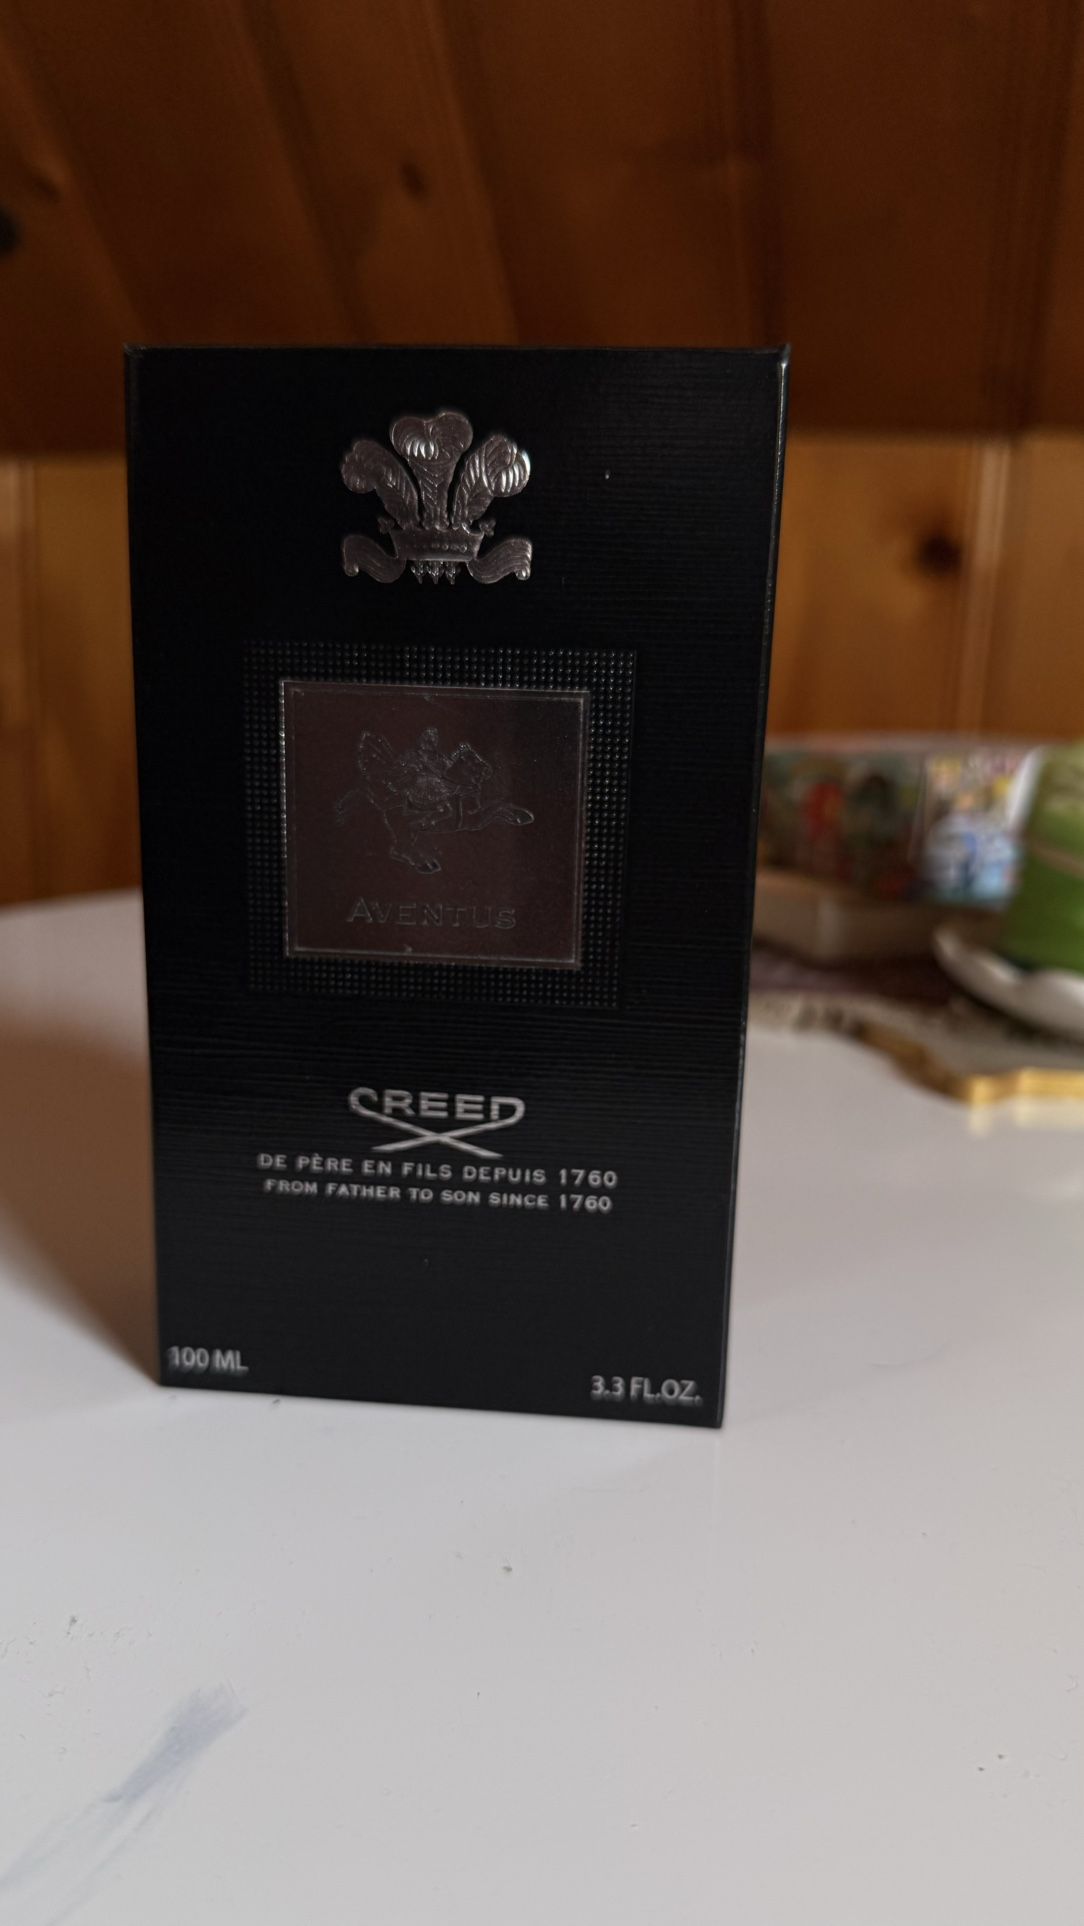 AVENTUS
CREED
DE PÈRE EN FILS DEPUIS 1760
FROM FATHER TO SON SINCE 1760
100 ML
3.3 FL.OZ.